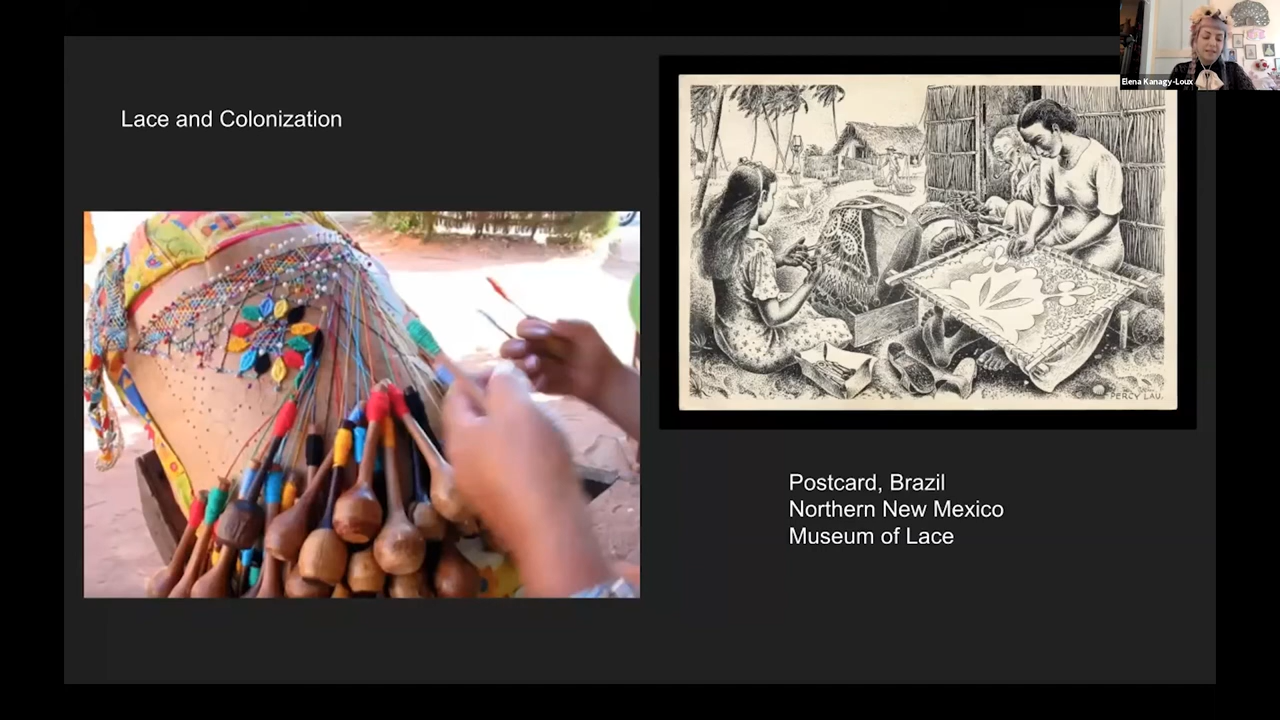 Elena Kanagy-Loux
Lace and Colonization
PERCY LAU.
Postcard, Brazil
Northern New Mexico
Museum of Lace